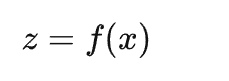 z = f(x)